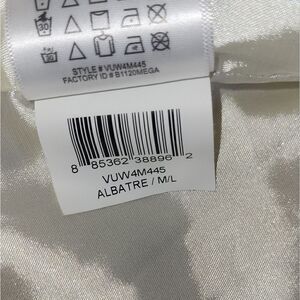 30
STYLE # VUW4M445
FACTORY ID # B1120MEGA
8 85362 38896 2
VUW4M445
ALBATRE / M/L